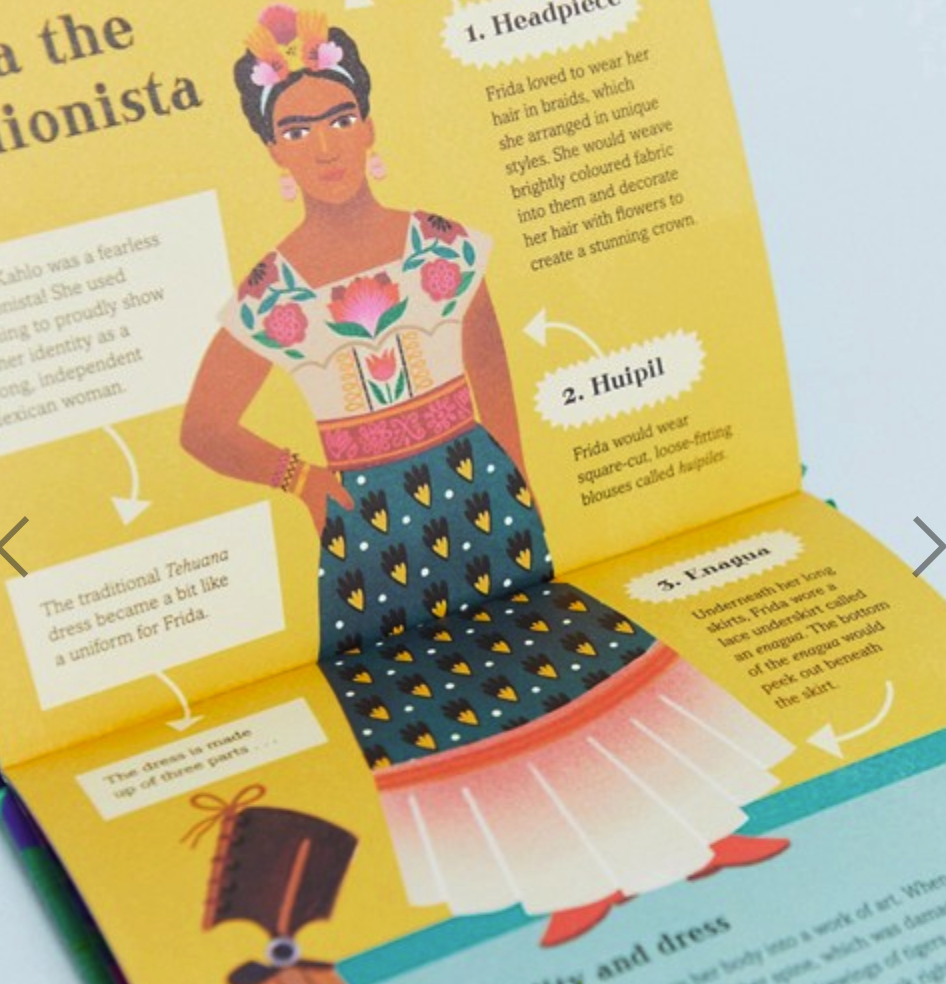 a the
ionista
Kahlo was a fearless
nista! She used
ing to proudly show
her identity as a
ong, independent
exican woman.
The traditional Tehuana
dress became a bit like
a uniform for Frida.
The dress is made
up of three parts . . .
1. Headpiece
Frida loved to wear her
hair in braids, which
she arranged in unique
styles. She would weave
brightly coloured fabric
into them and decorate
her hair with flowers to
create a stunning crown.
2. Huipil
Frida would wear
square-cut, loose-fitting
blouses called huipiles.
3. Enagua
Underneath her long
skirts, Frida wore a
lace underskirt called
an enagua. The bottom
of the enagua would
peek out beneath
the skirt.
ity and dress
her body into a work of art. When
spine, which was dama